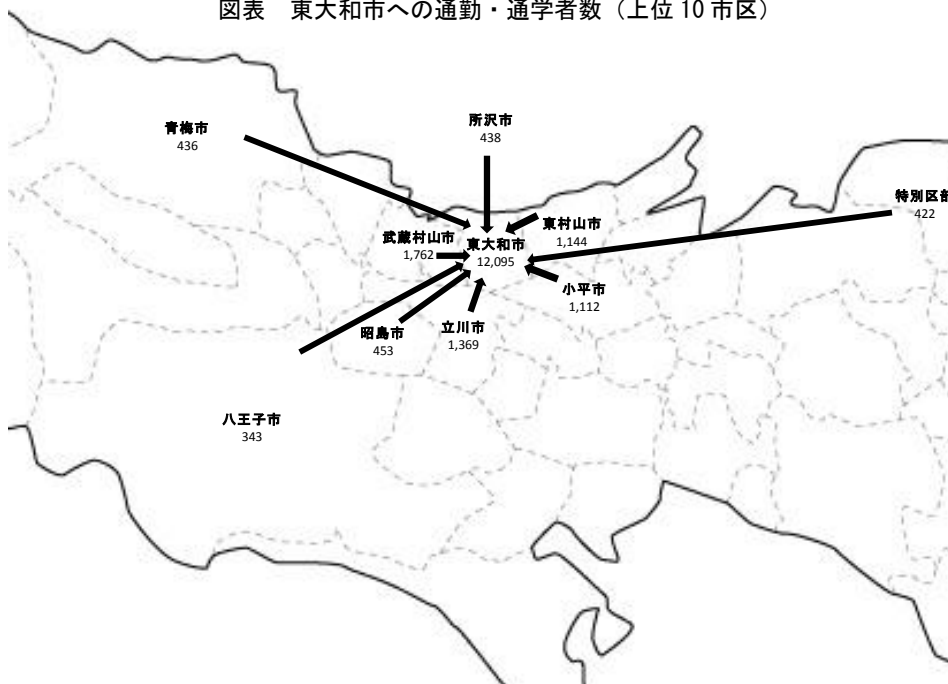 図表　東大和市への通勤・通学者数（上位 10 市区）
所沢市
438
青梅市
436
特別区部
422
東村山市
1,144
武蔵村山市
1,762
東大和市
12,095
小平市
1,112
昭島市
453
立川市
1,369
八王子市
343